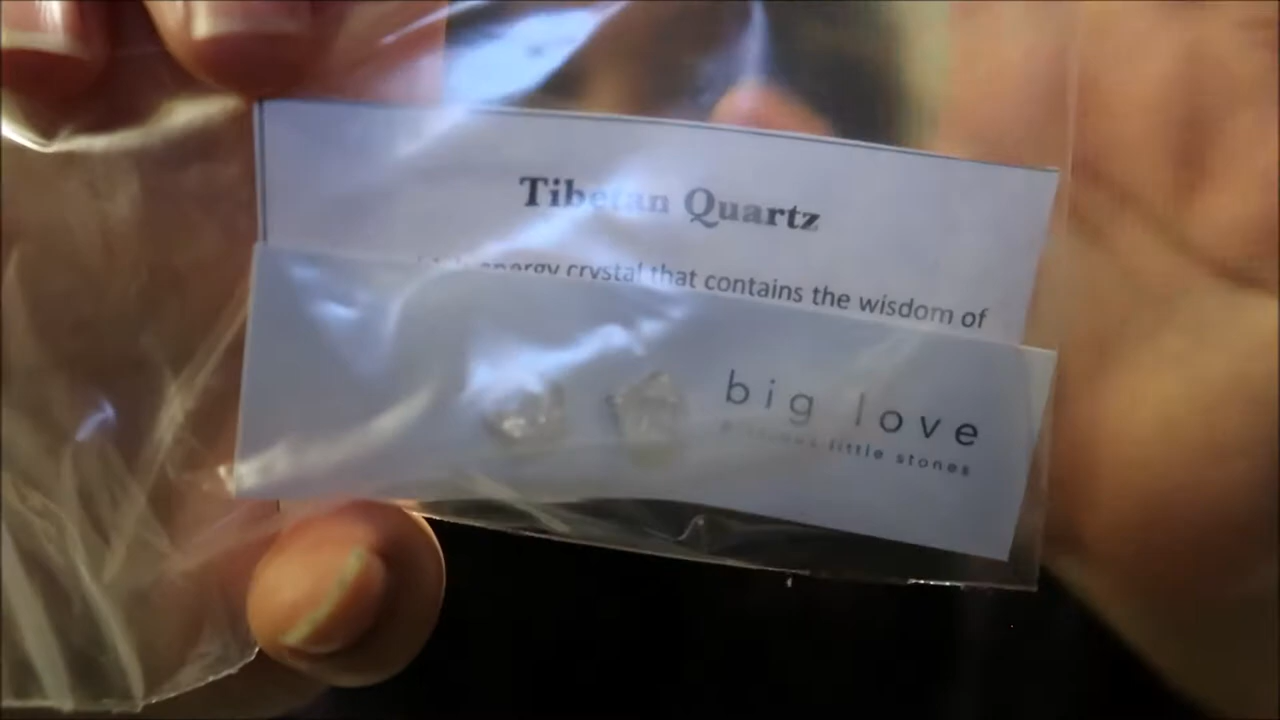 Tibetan Quartz
energy crystal that contains the wisdom of
big love
little stones